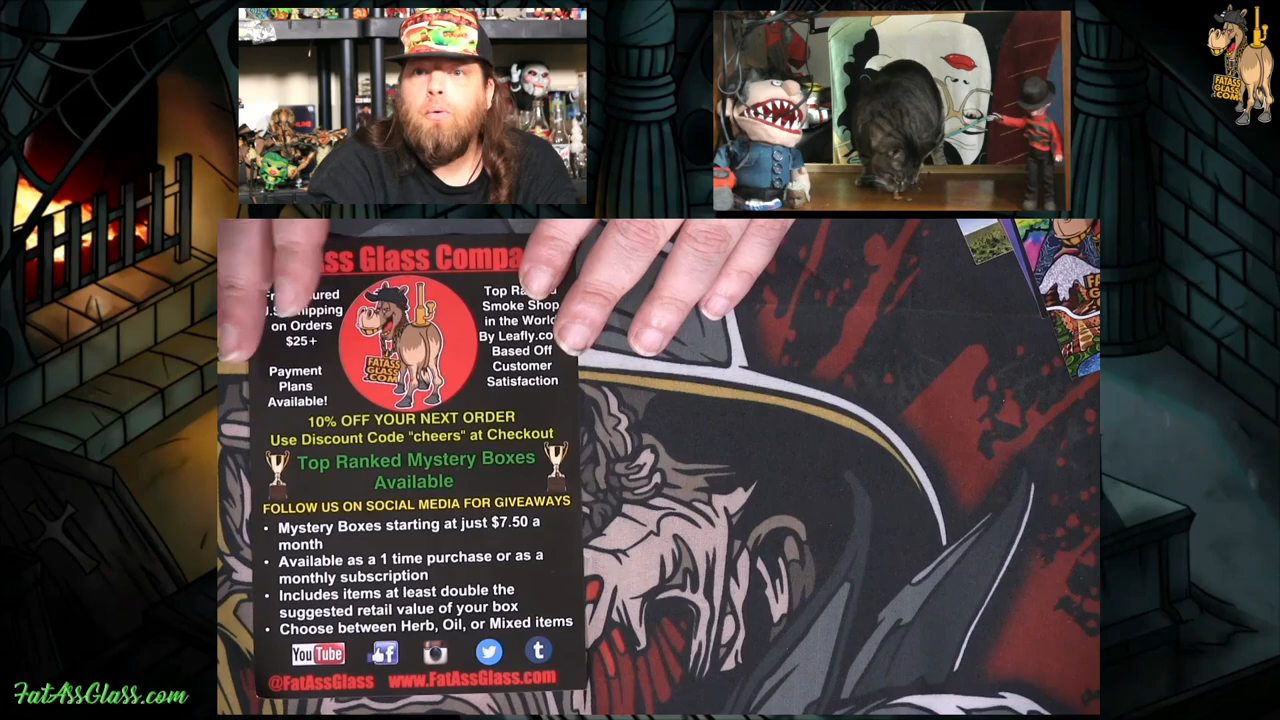 FATASS
GLASS
.COM
ss Glass Compa
U.S. Shipping
on Orders
$25+
Payment
Plans
Available!
FATASS
GLASS
.COM
Top
Smoke Shop
in the World
By Leafly.co
Based Off
Customer
Satisfaction
10% OFF YOUR NEXT ORDER
Use Discount Code "cheers" at Checkout
Top Ranked Mystery Boxes
Available
FOLLOW US ON SOCIAL MEDIA FOR GIVEAWAYS
• Mystery Boxes starting at just $7.50 a
month
• Available as a 1 time purchase or as a
monthly subscription
• Includes items at least double the
suggested retail value of your box
• Choose between Herb, Oil, or Mixed items
YouTube
@FatAssGlass www.FatAssGlass.com
FatAssGlass.com